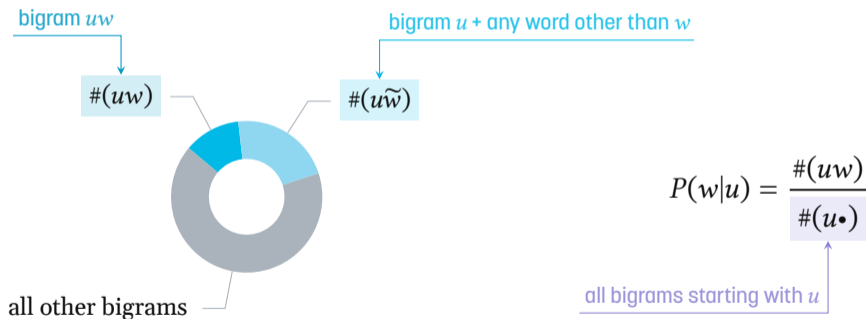 bigram uw
bigram u + any word other than w
#(uw)
#(uw̃)
P(w|u) = #(uw) / #(u•)
all bigrams starting with u
all other bigrams